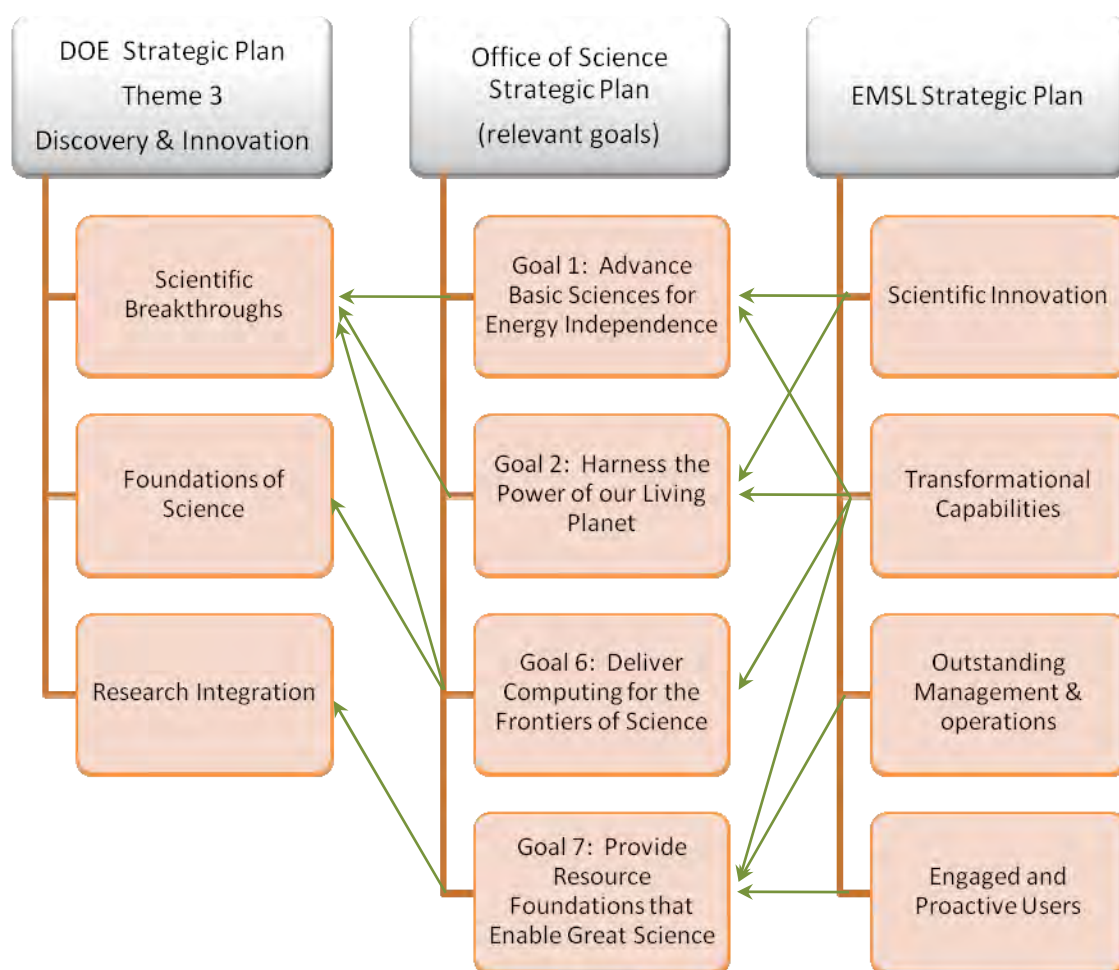 DOE Strategic Plan
Theme 3
Discovery & Innovation
Scientific
Breakthroughs
Foundations of
Science
Research Integration
Office of Science
Strategic Plan
(relevant goals)
Goal 1: Advance
Basic Sciences for
Energy Independence
Goal 2: Harness the
Power of our Living
Planet
Goal 6: Deliver
Computing for the
Frontiers of Science
Goal 7: Provide
Resource
Foundations that
Enable Great Science
EMSL Strategic Plan
Scientific Innovation
Transformational
Capabilities
Outstanding
Management &
operations
Engaged and
Proactive Users